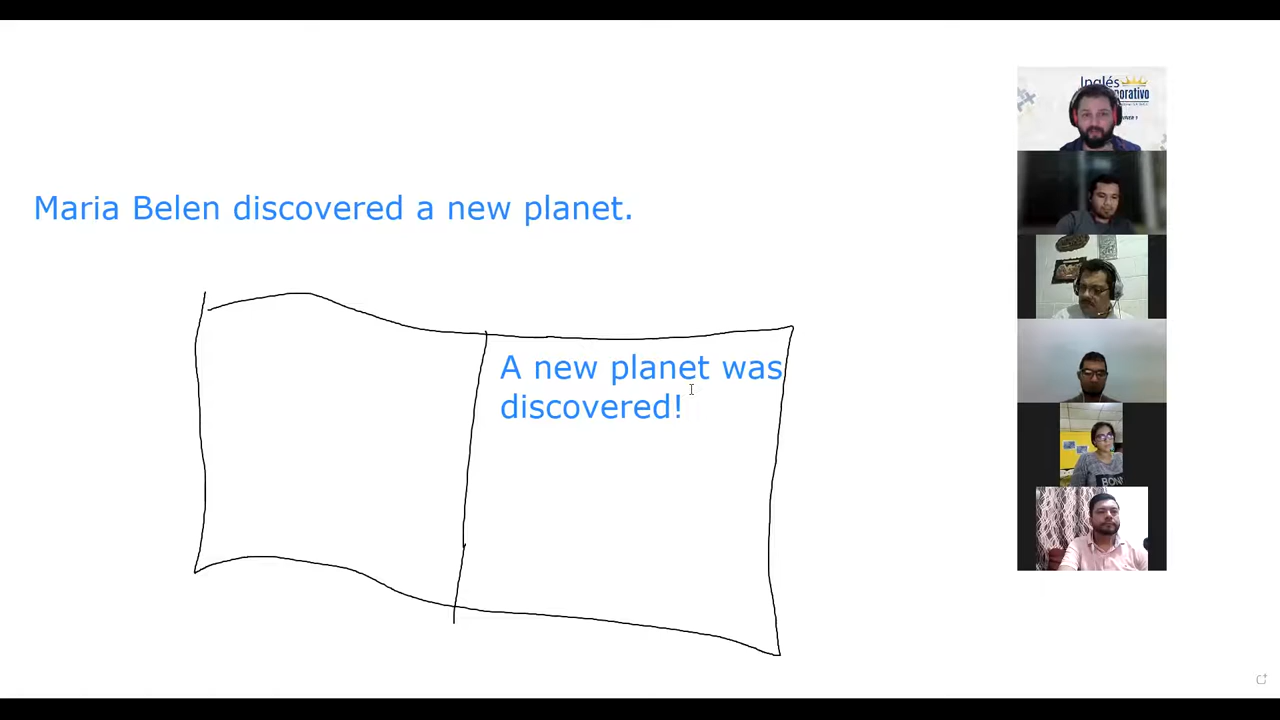 Maria Belen discovered a new planet.
A new planet was
discovered!
Inglés
orativo